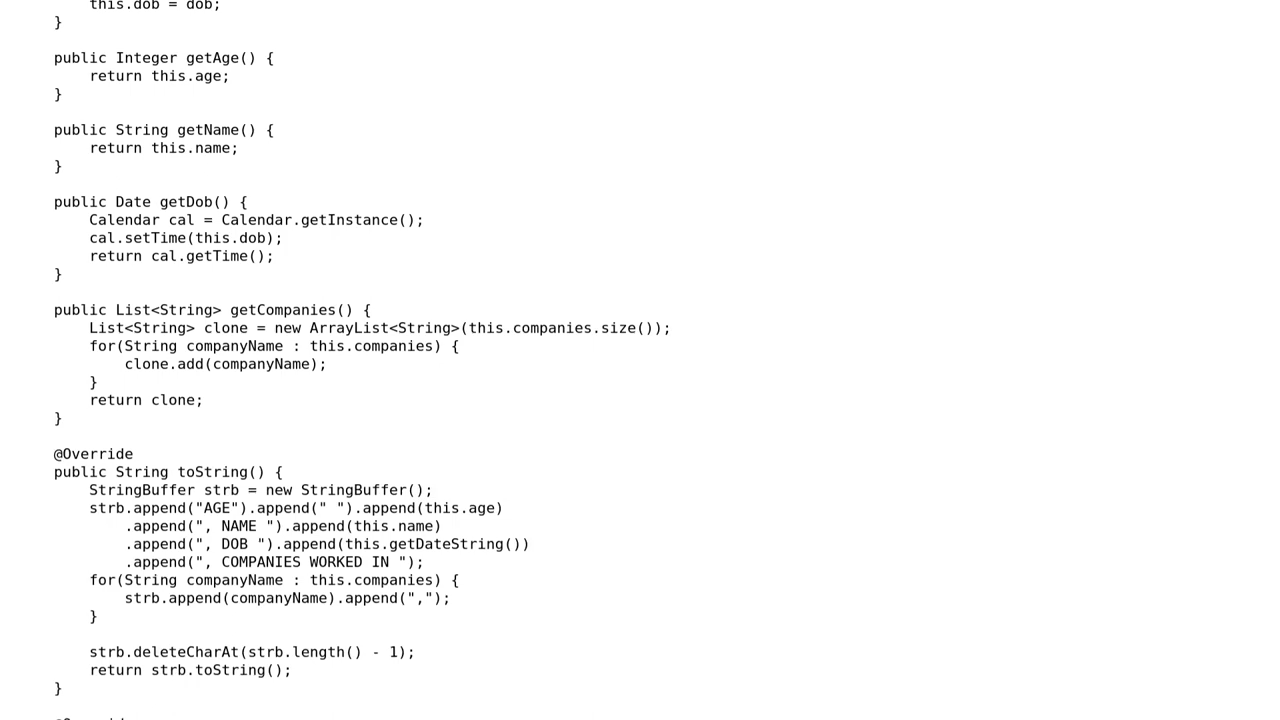 this.dob = dob;
}
public Integer getAge() {
return this.age;
}
public String getName() {
return this.name;
}
public Date getDob() {
Calendar cal = Calendar.getInstance();
cal.setTime(this.dob);
return cal.getTime();
}
public List<String> getCompanies() {
List<String> clone = new ArrayList<String>(this.companies.size());
for(String companyName : this.companies) {
clone.add(companyName);
}
return clone;
}
@Override
public String toString() {
StringBuffer strb = new StringBuffer();
strb.append("AGE").append(" ").append(this.age)
.append(", NAME ").append(this.name)
.append(", DOB ").append(this.getDateString())
.append(", COMPANIES WORKED IN ");
for(String companyName : this.companies) {
strb.append(companyName).append(",");
}
strb.deleteCharAt(strb.length() - 1);
return strb.toString();
}